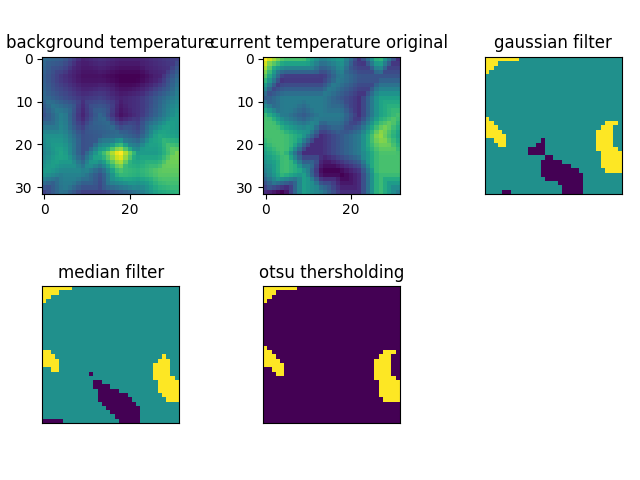 background temperature
current temperature original
gaussian filter
0
10
20
30
0
20
0
10
20
30
0
20
median filter
otsu thersholding